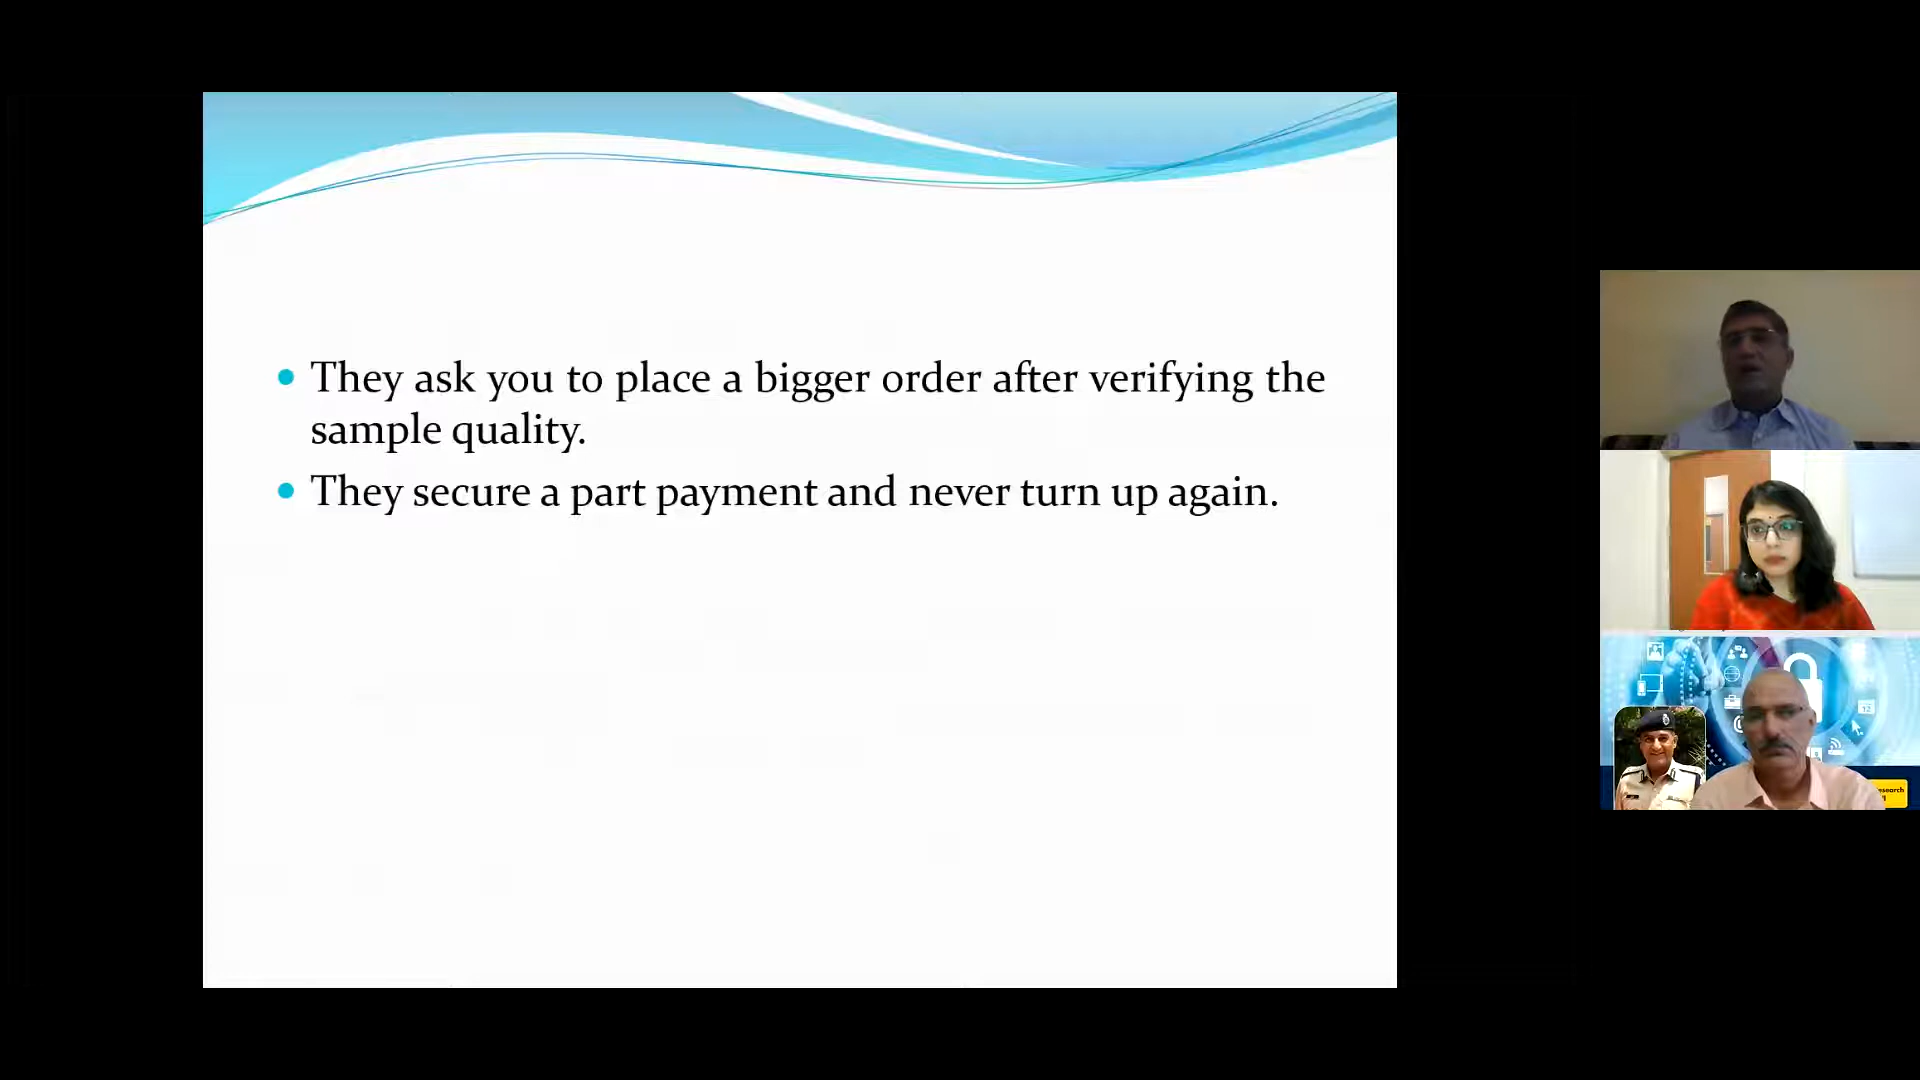 They ask you to place a bigger order after verifying the
sample quality.
They secure a part payment and never turn up again.
12